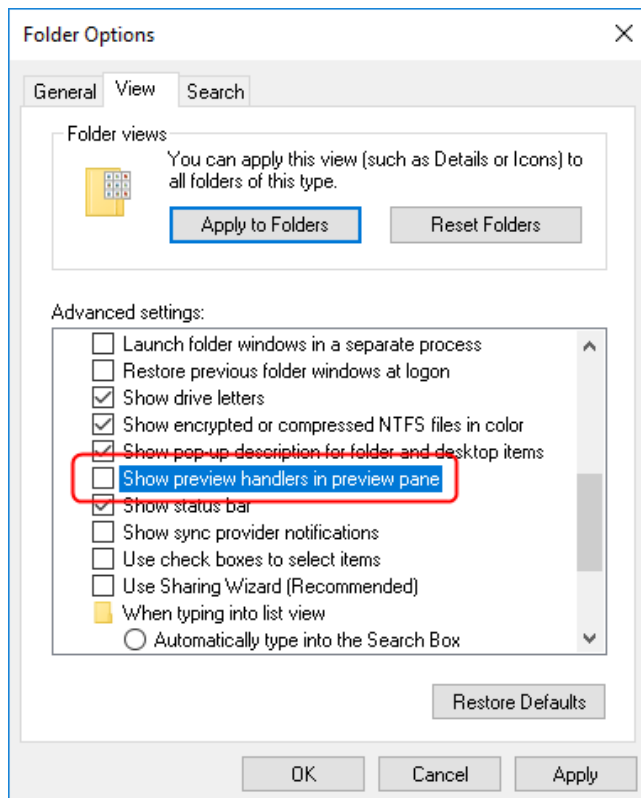 Folder Options
General View Search
Folder views
You can apply this view (such as Details or Icons) to
all folders of this type.
Apply to Folders Reset Folders
Advanced settings:
Launch folder windows in a separate process
Restore previous folder windows at logon
Show drive letters
Show encrypted or compressed NTFS files in color
Show pop-up description for folder and desktop items
Show preview handlers in preview pane
Show status bar
Show sync provider notifications
Use check boxes to select items
Use Sharing Wizard (Recommended)
When typing into list view
Automatically type into the Search Box
Restore Defaults
OK Cancel Apply